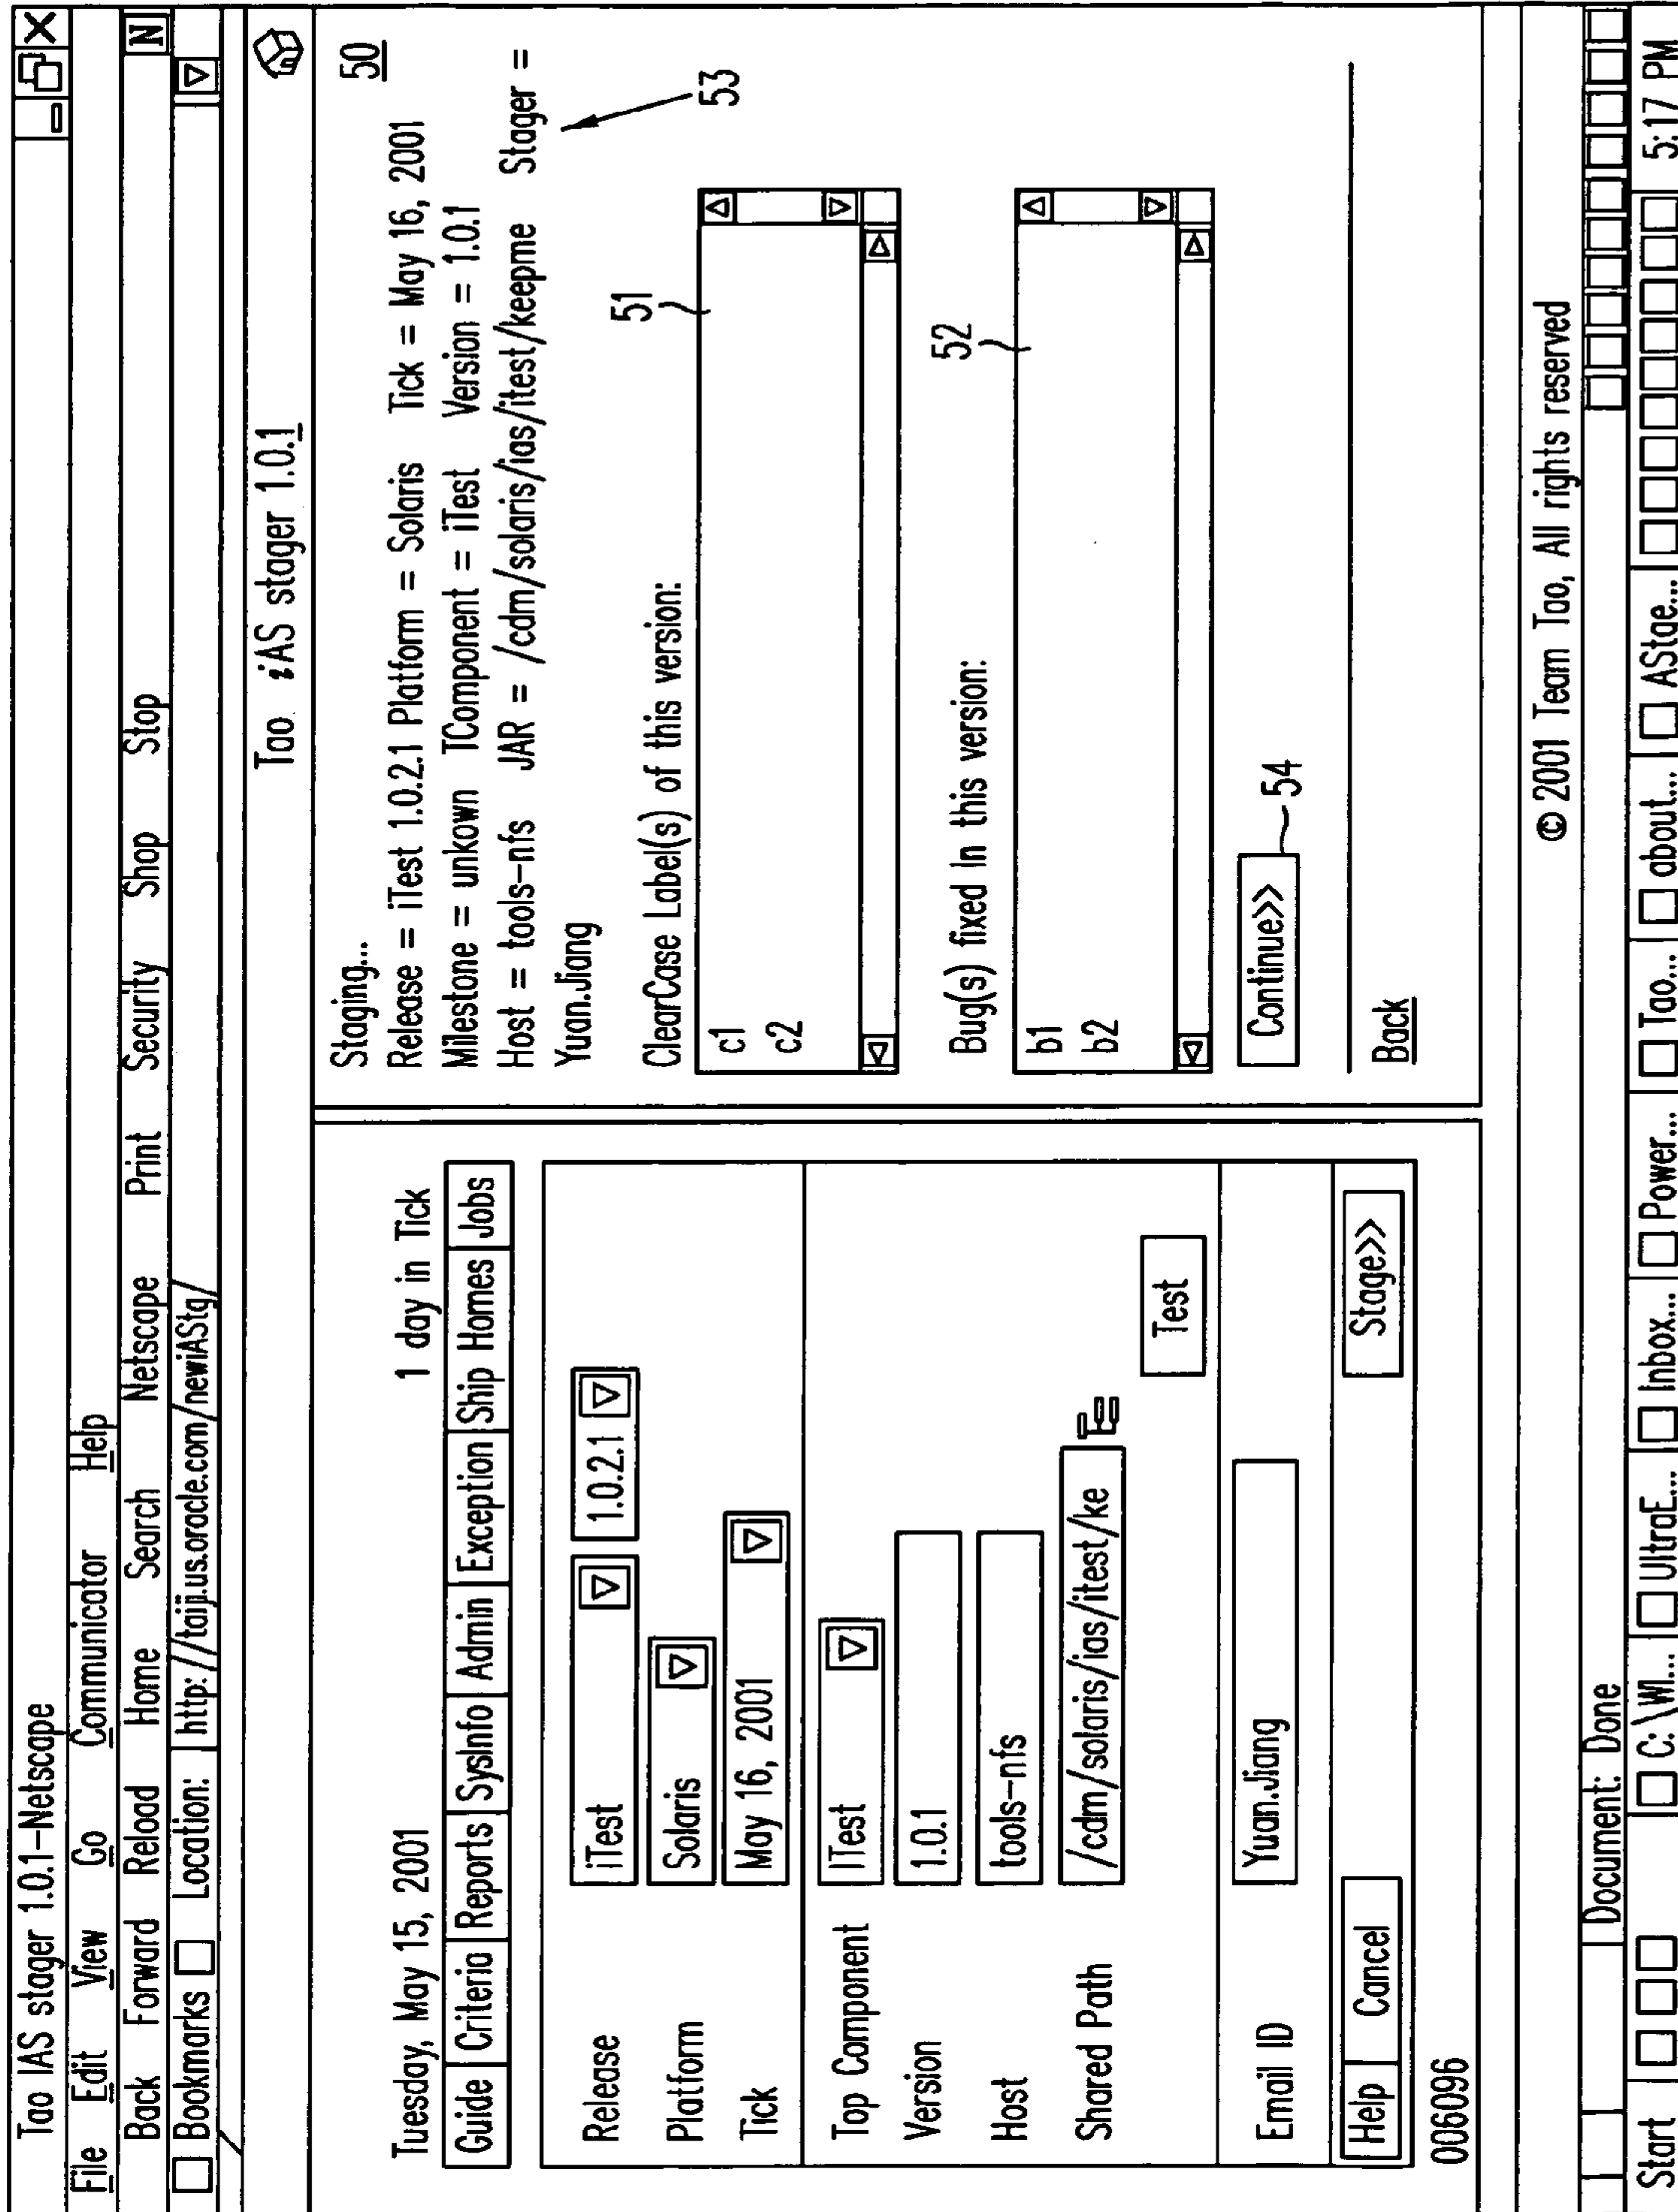 Tao IAS stager 1.0.1-Netscape
File Edit View Go Communicator Help
Back Forward Reload Home Search Netscape Print Security Shop Stop
N
Bookmarks Location: http://taiji.us.oracle.com/newiAStg/
Tao iAS stager 1.0.1
Tuesday, May 15, 2001 1 day in Tick
Guide Criteria Reports SysInfo Admin Exception Ship Homes Jobs
Release iTest 1.0.2.1
Platform Solaris
Tick May 16, 2001
Top Component ITest
Version 1.0.1
Host tools-nfs
Shared Path /cdm/solaris/ias/itest/ke
Test
Email ID Yuan.Jiang
Help Cancel Stage>>
006096
50
Staging...
Release = iTest 1.0.2.1 Platform = Solaris Tick = May 16, 2001
Milestone = unkown TComponent = iTest Version = 1.0.1
Host = tools-nfs JAR = /cdm/solaris/ias/itest/keepme Stager =
Yuan.Jiang
53
ClearCase Label(s) of this version:
51
c1
c2
Bug(s) fixed in this version:
52
b1
b2
Continue>>
54
Back
© 2001 Team Tao, All rights reserved
Document: Done
Start C:\WI... UltraE... Inbox... Power... Tao... about... AStae... 5:17 PM